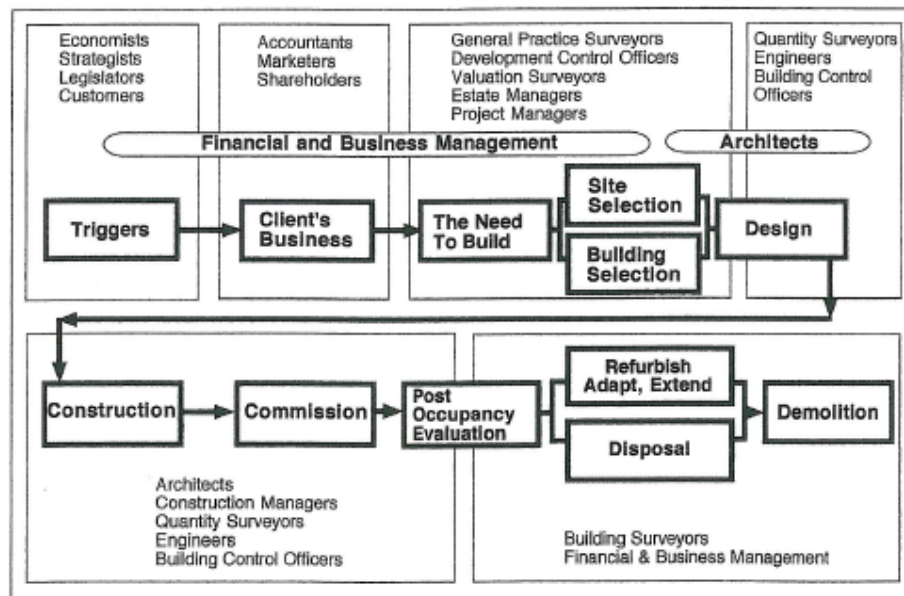 Economists
Strategists
Legislators
Customers
Accountants
Marketers
Shareholders
General Practice Surveyors
Development Control Officers
Valuation Surveyors
Estate Managers
Project Managers
Quantity Surveyors
Engineers
Building Control
Officers
Financial and Business Management
Architects
Triggers
Client's
Business
The Need
To Build
Site
Selection
Building
Selection
Design
Construction
Commission
Post
Occupancy
Evaluation
Refurbish
Adapt, Extend
Disposal
Demolition
Architects
Construction Managers
Quantity Surveyors
Engineers
Building Control Officers
Building Surveyors
Financial & Business Management